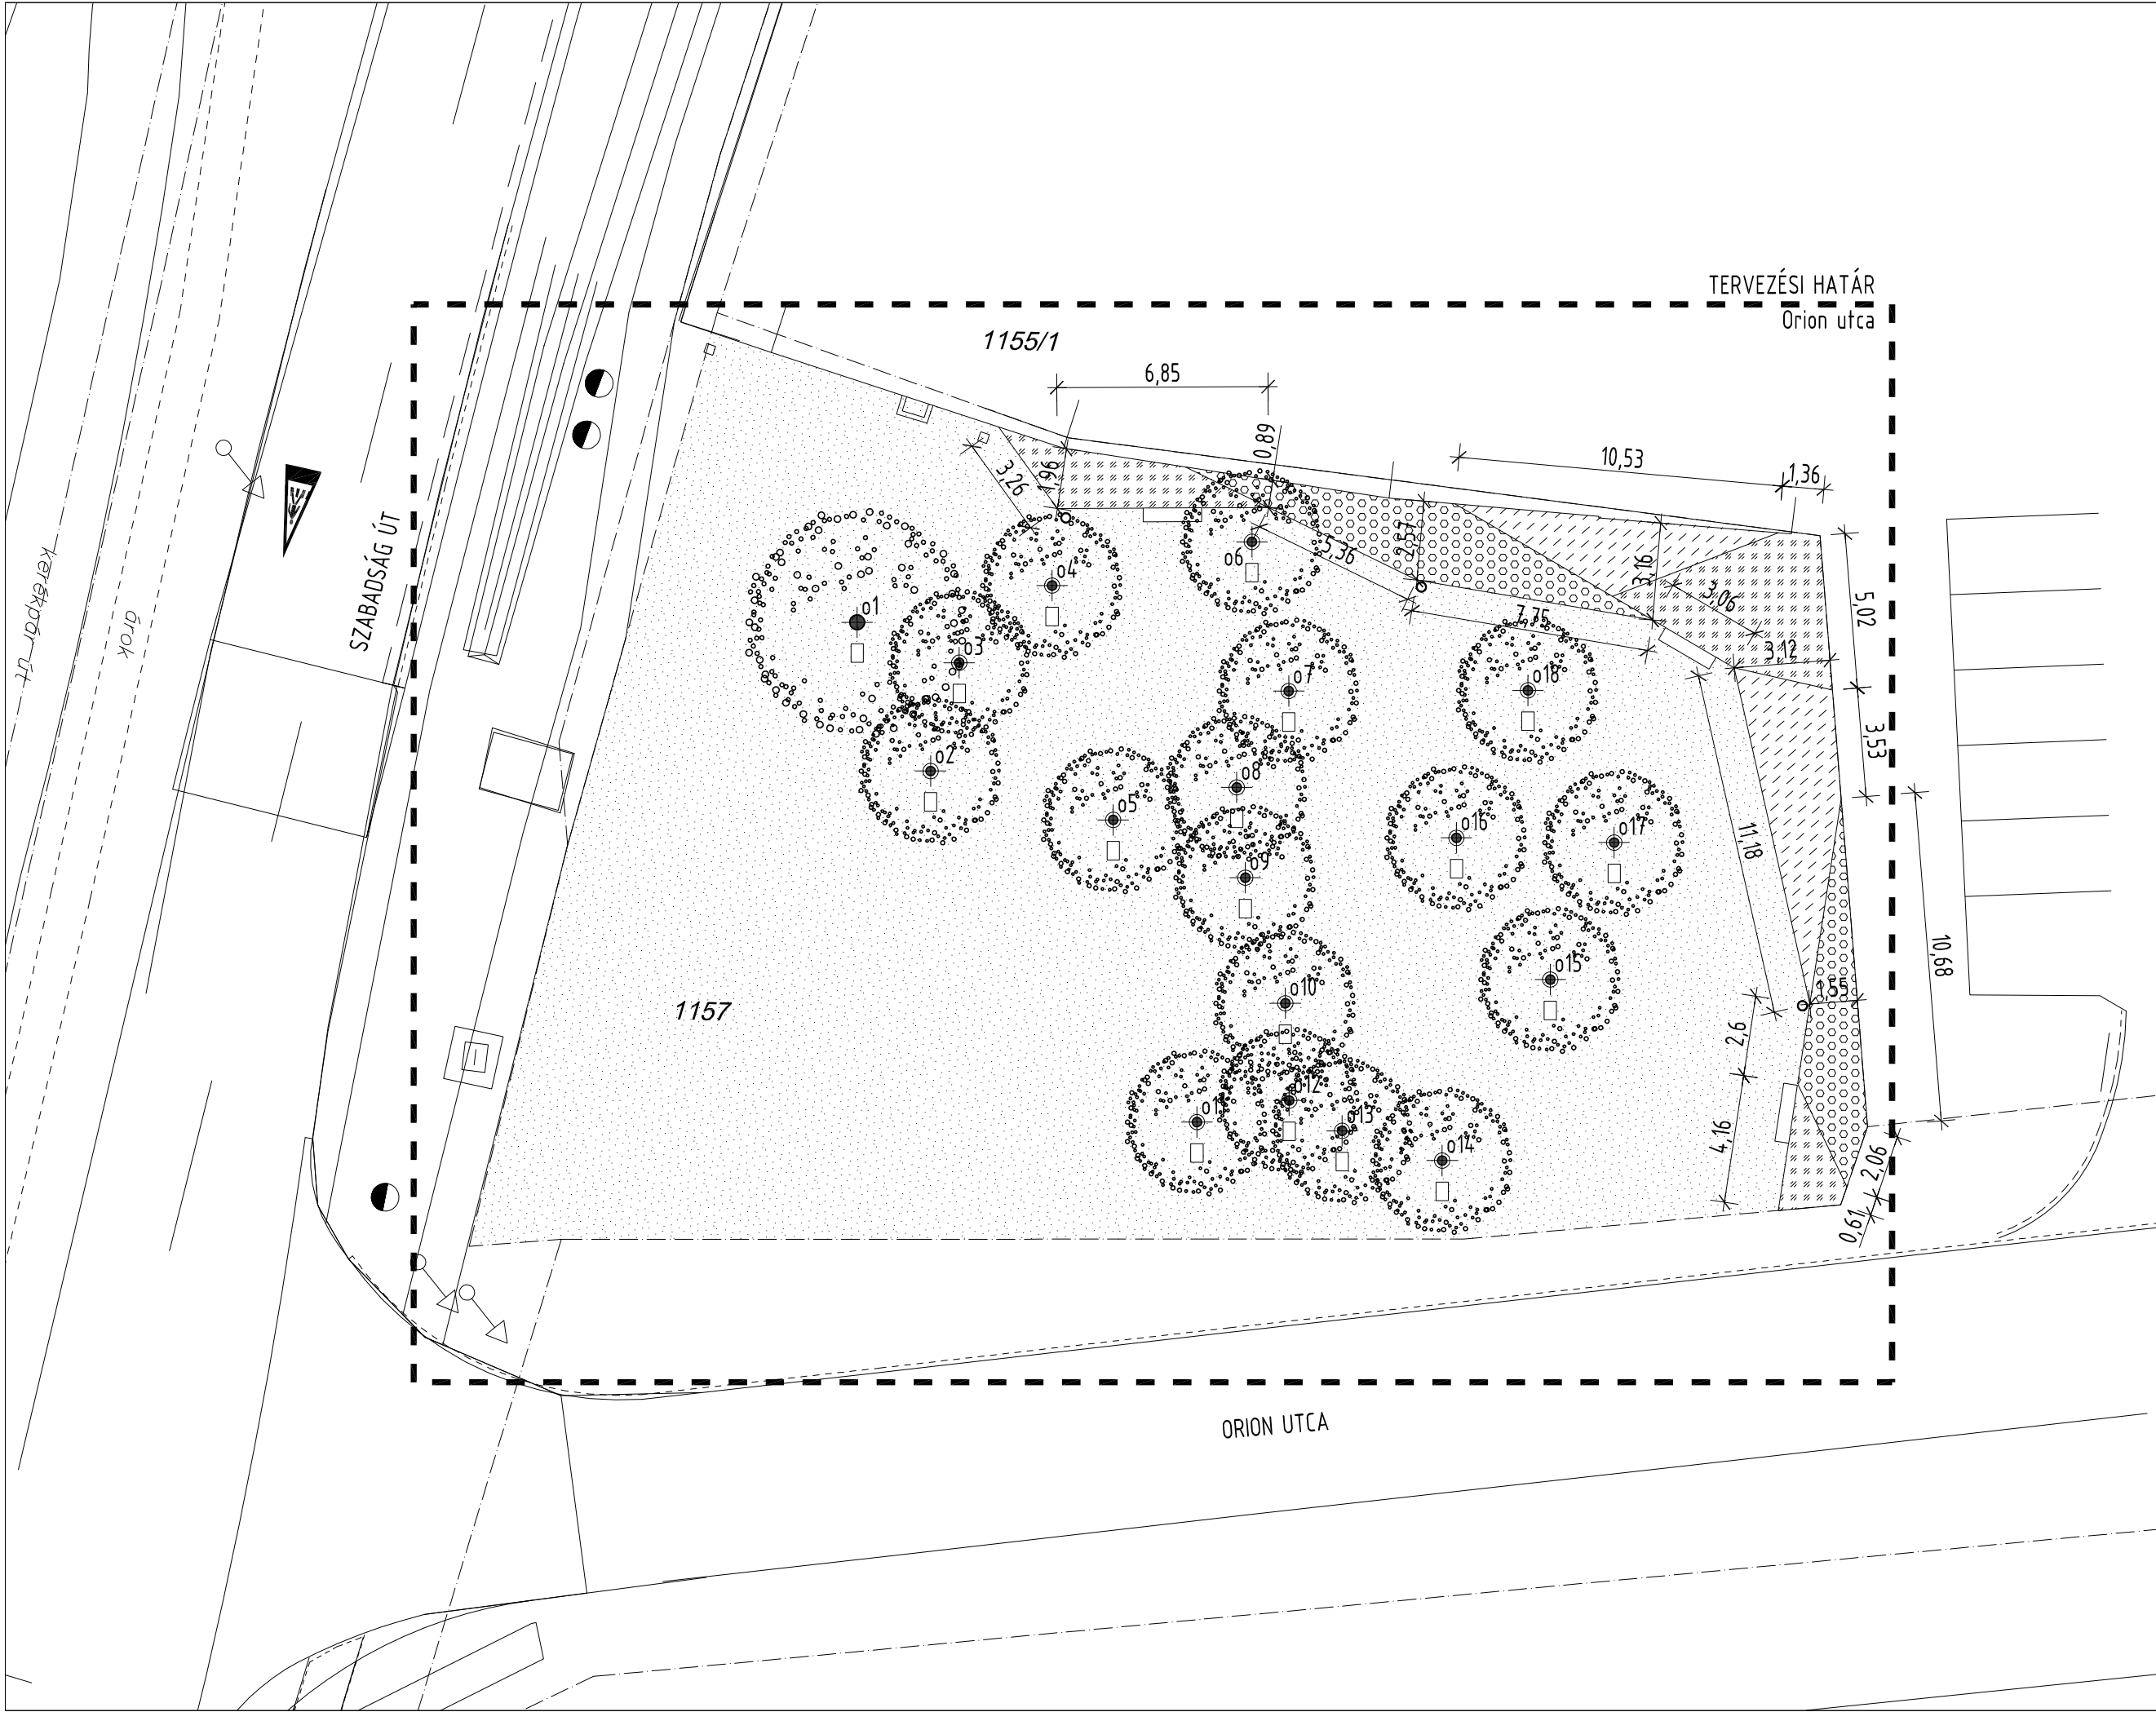 TERVEZÉSI HATÁR
Orion utca
1155/1
6,85
0,89
10,53
1,36
3,26
1,96
2,57
5,36
3,16
3,06
5,02
7,75
3,12
3,53
11,18
10,68
1,55
2,6
4,16
2,06
0,61
SZABADSÁG ÚT
kerékpár út
árok
o1
o2
o3
o4
o5
o6
o7
o8
o9
o10
o11
o12
o13
o14
o15
o16
o17
o18
1157
ORION UTCA